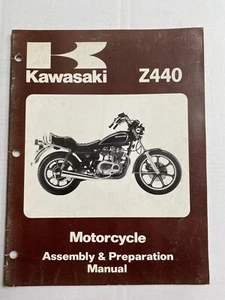 Kawasaki
Z440
Motorcycle
Assembly & Preparation
Manual